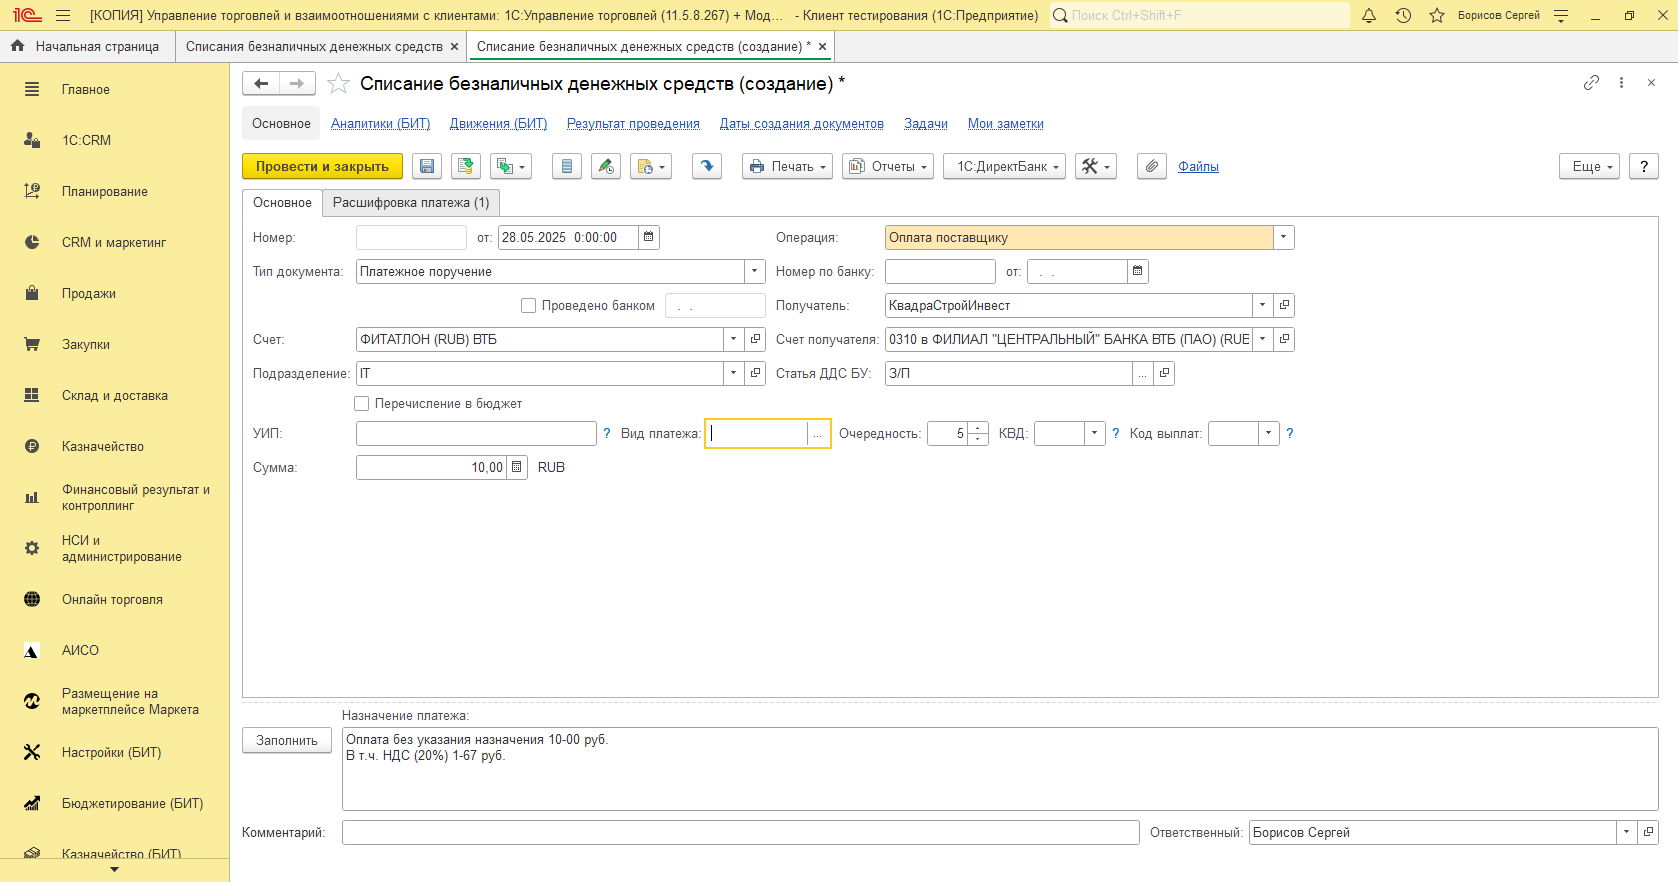 [КОПИЯ] Управление торговлей и взаимоотношениями с клиентами: 1С:Управление торговлей (11.5.8.267) + Мод... - Клиент тестирования (1С:Предприятие)
Поиск Ctrl+Shift+F
Борисов Сергей
Начальная страница
Списания безналичных денежных средств
Списание безналичных денежных средств (создание) *
Главное
1С:CRM
Планирование
CRM и маркетинг
Продажи
Закупки
Склад и доставка
Казначейство
Финансовый результат и
контроллинг
НСИ и
администрирование
Онлайн торговля
АИСО
Размещение на
маркетплейсе Маркета
Настройки (БИТ)
Бюджетирование (БИТ)
Казначейство (БИТ)
Списание безналичных денежных средств (создание) *
Основное Аналитики (БИТ) Движения (БИТ) Результат проведения Даты создания документов Задачи Мои заметки
Провести и закрыть Печать Отчеты 1С:ДиректБанк Файлы Еще ?
Основное Расшифровка платежа (1)
Номер: от: 28.05.2025 0:00:00 Операция: Оплата поставщику
Тип документа: Платежное поручение Номер по банку: от: . .
Проведено банком . . Получатель: КвадраСтройИнвест
Счет: ФИТАТЛОН (RUB) ВТБ Счет получателя: 0310 в ФИЛИАЛ "ЦЕНТРАЛЬНЫЙ" БАНКА ВТБ (ПАО) (RUB
Подразделение: IT Статья ДДС БУ: З/П ...
Перечисление в бюджет
УИП: ? Вид платежа: ... Очередность: 5 КВД: ? Код выплат: ?
Сумма: 10,00 RUB
Назначение платежа:
Заполнить
Оплата без указания назначения 10-00 руб.
В т.ч. НДС (20%) 1-67 руб.
Комментарий: Ответственный: Борисов Сергей